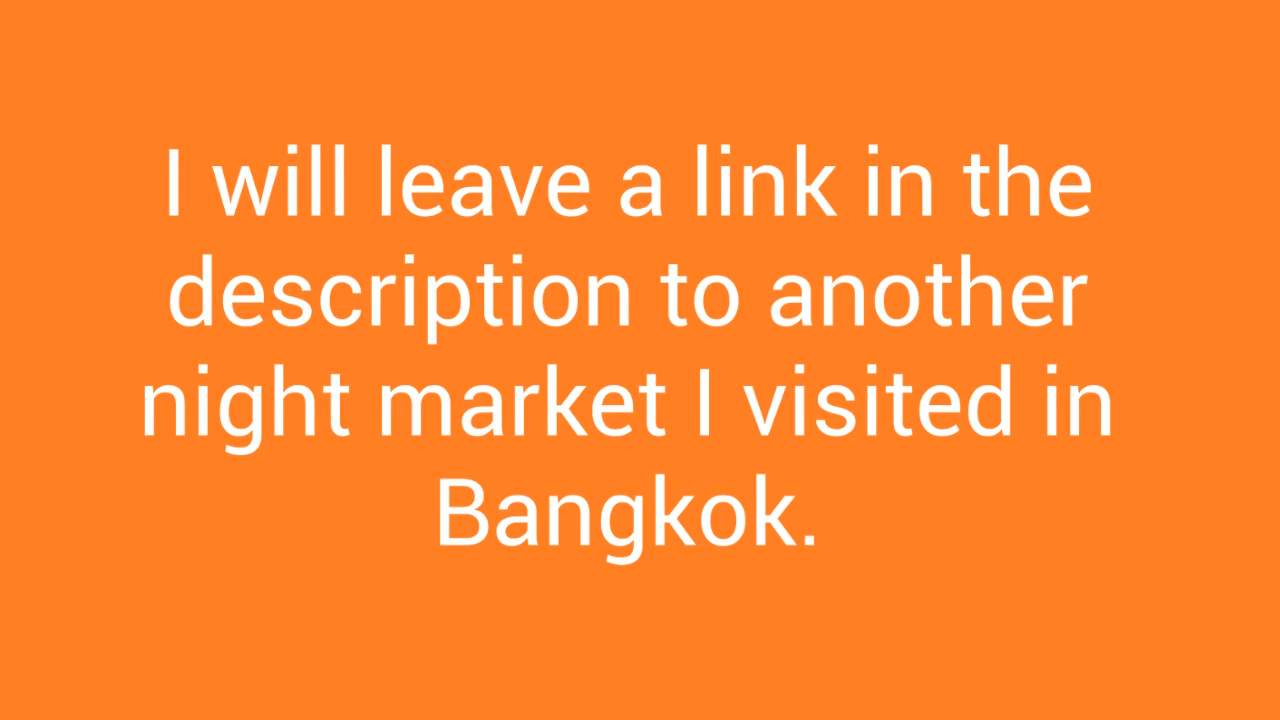 I will leave a link in the
description to another
night market I visited in
Bangkok.